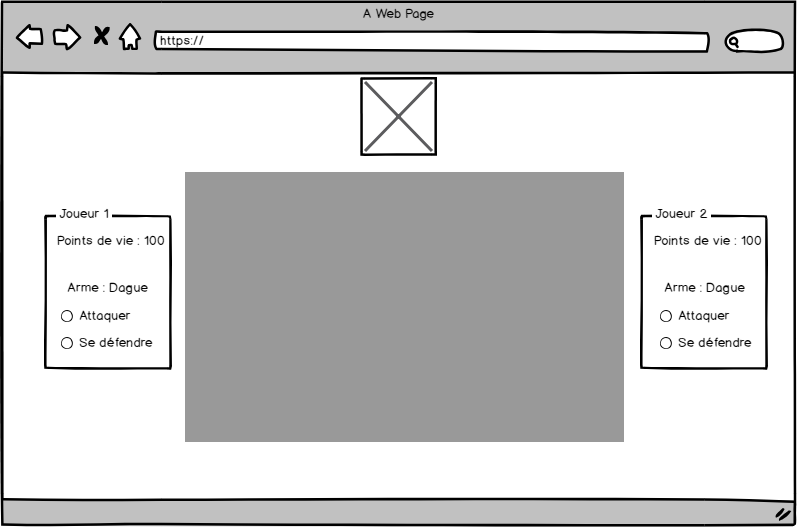 A Web Page
https://
Joueur 1
Points de vie : 100
Arme : Dague
Attaquer
Se défendre
Joueur 2
Points de vie : 100
Arme : Dague
Attaquer
Se défendre